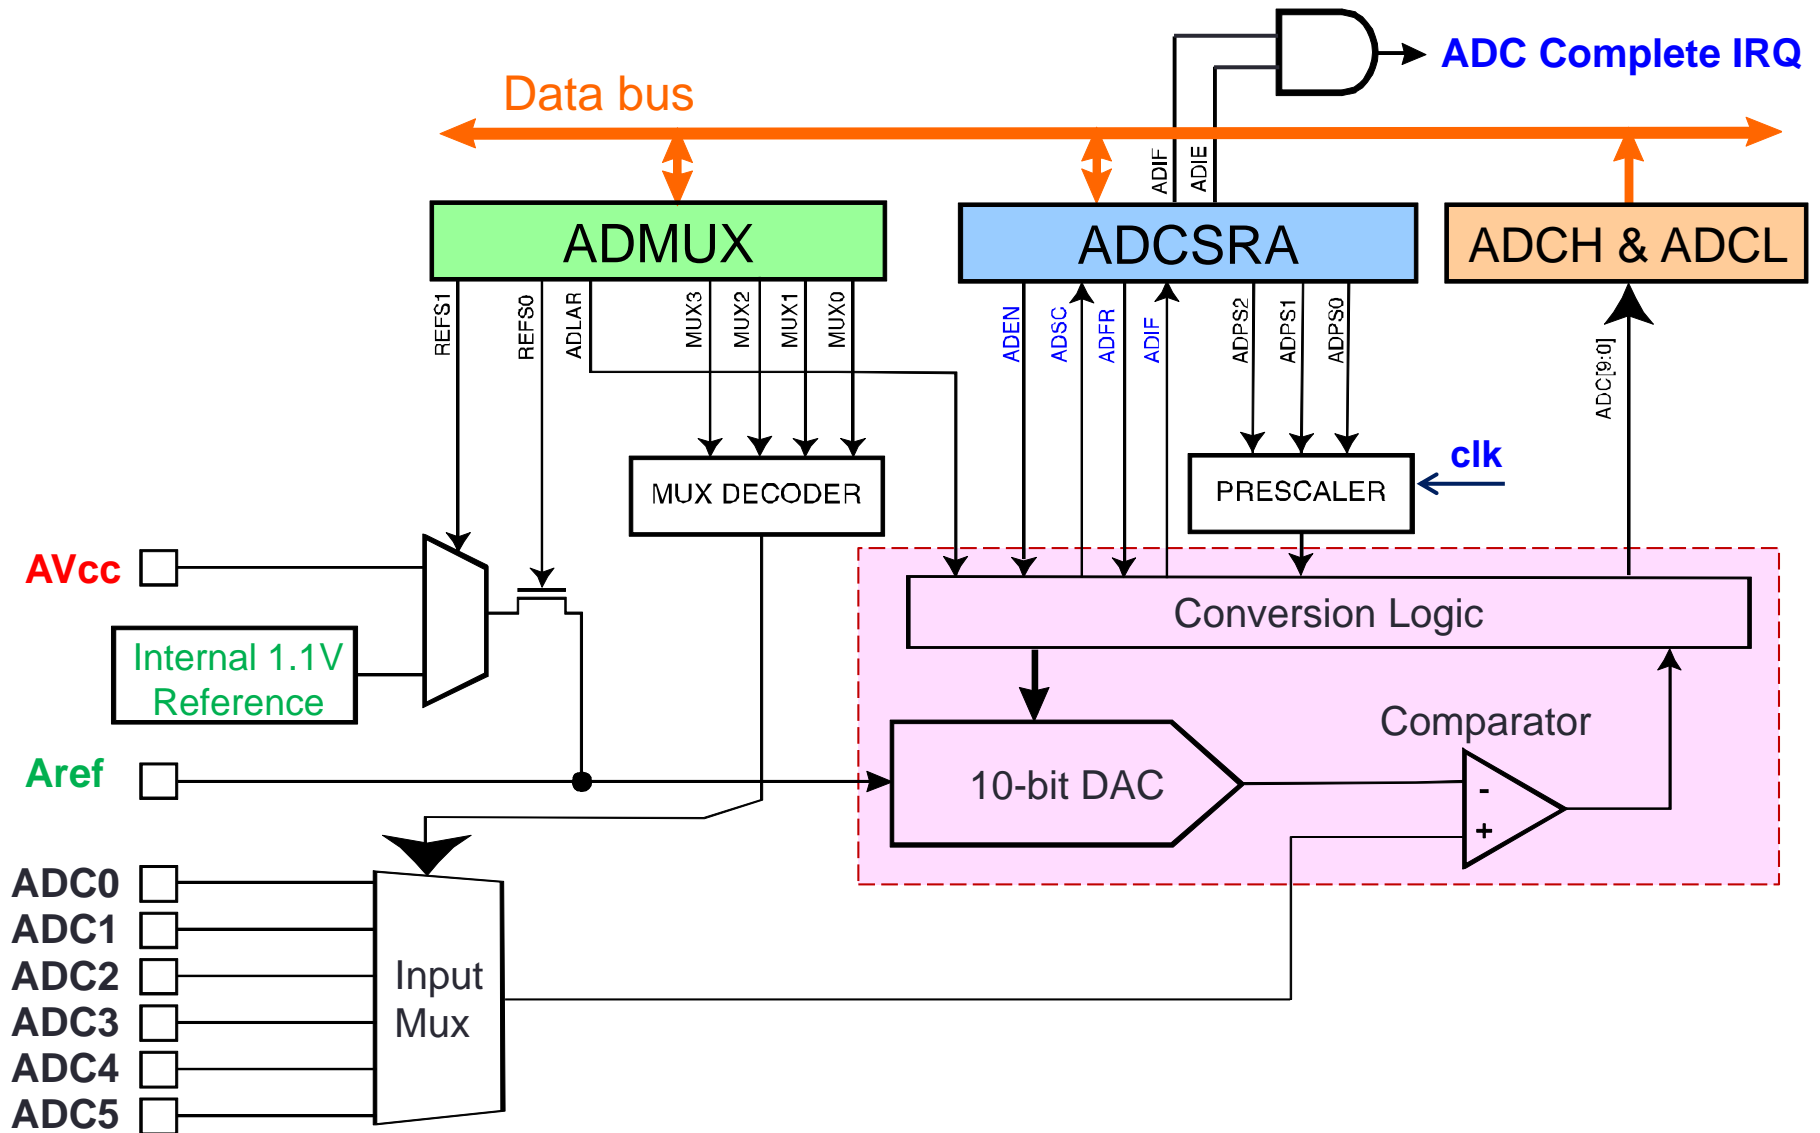 ADC Complete IRQ
Data bus
ADIF
ADIE
ADMUX
ADCSRA
ADCH & ADCL
REFS1
REFS0
ADLAR
MUX3
MUX2
MUX1
MUX0
ADEN
ADSC
ADFR
ADIF
ADPS2
ADPS1
ADPS0
ADC[9:0]
clk
MUX DECODER
PRESCALER
AVcc
Conversion Logic
Internal 1.1V
Reference
Comparator
Aref
10-bit DAC
-
+
ADC0
ADC1
ADC2
ADC3
ADC4
ADC5
Input
Mux